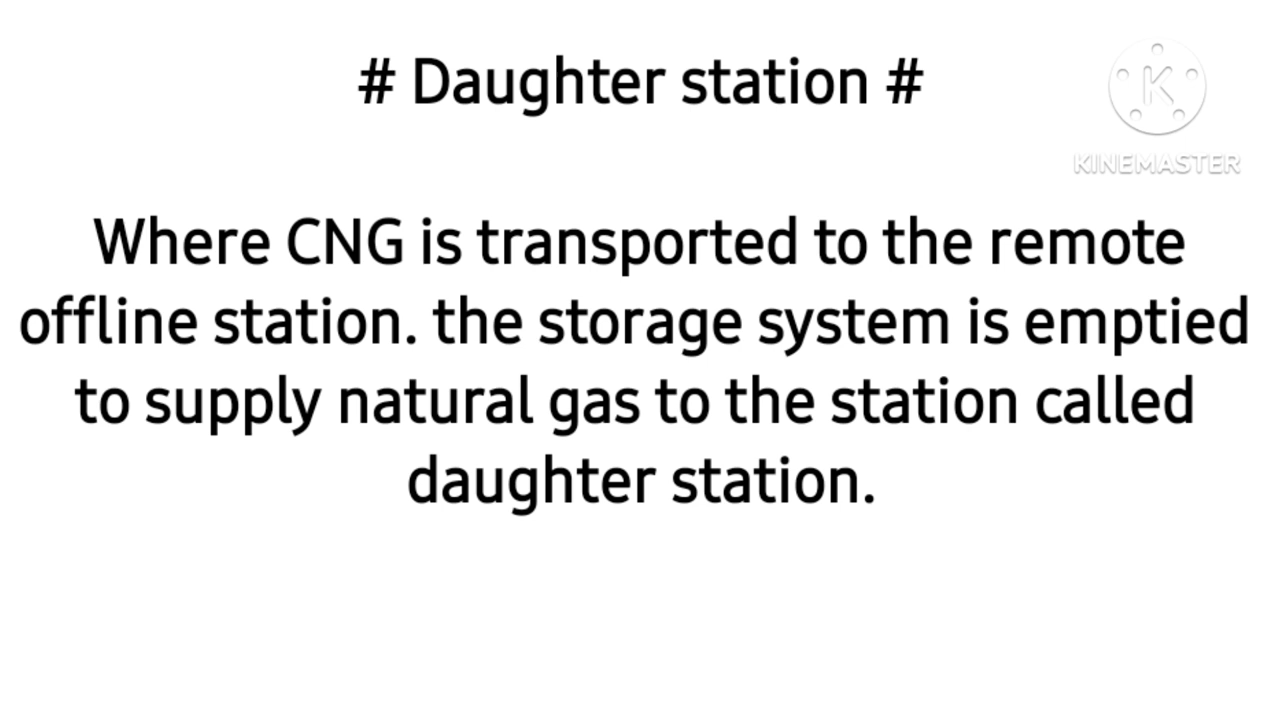 # Daughter station #
KINEMASTER
Where CNG is transported to the remote
offline station. the storage system is emptied
to supply natural gas to the station called
daughter station.